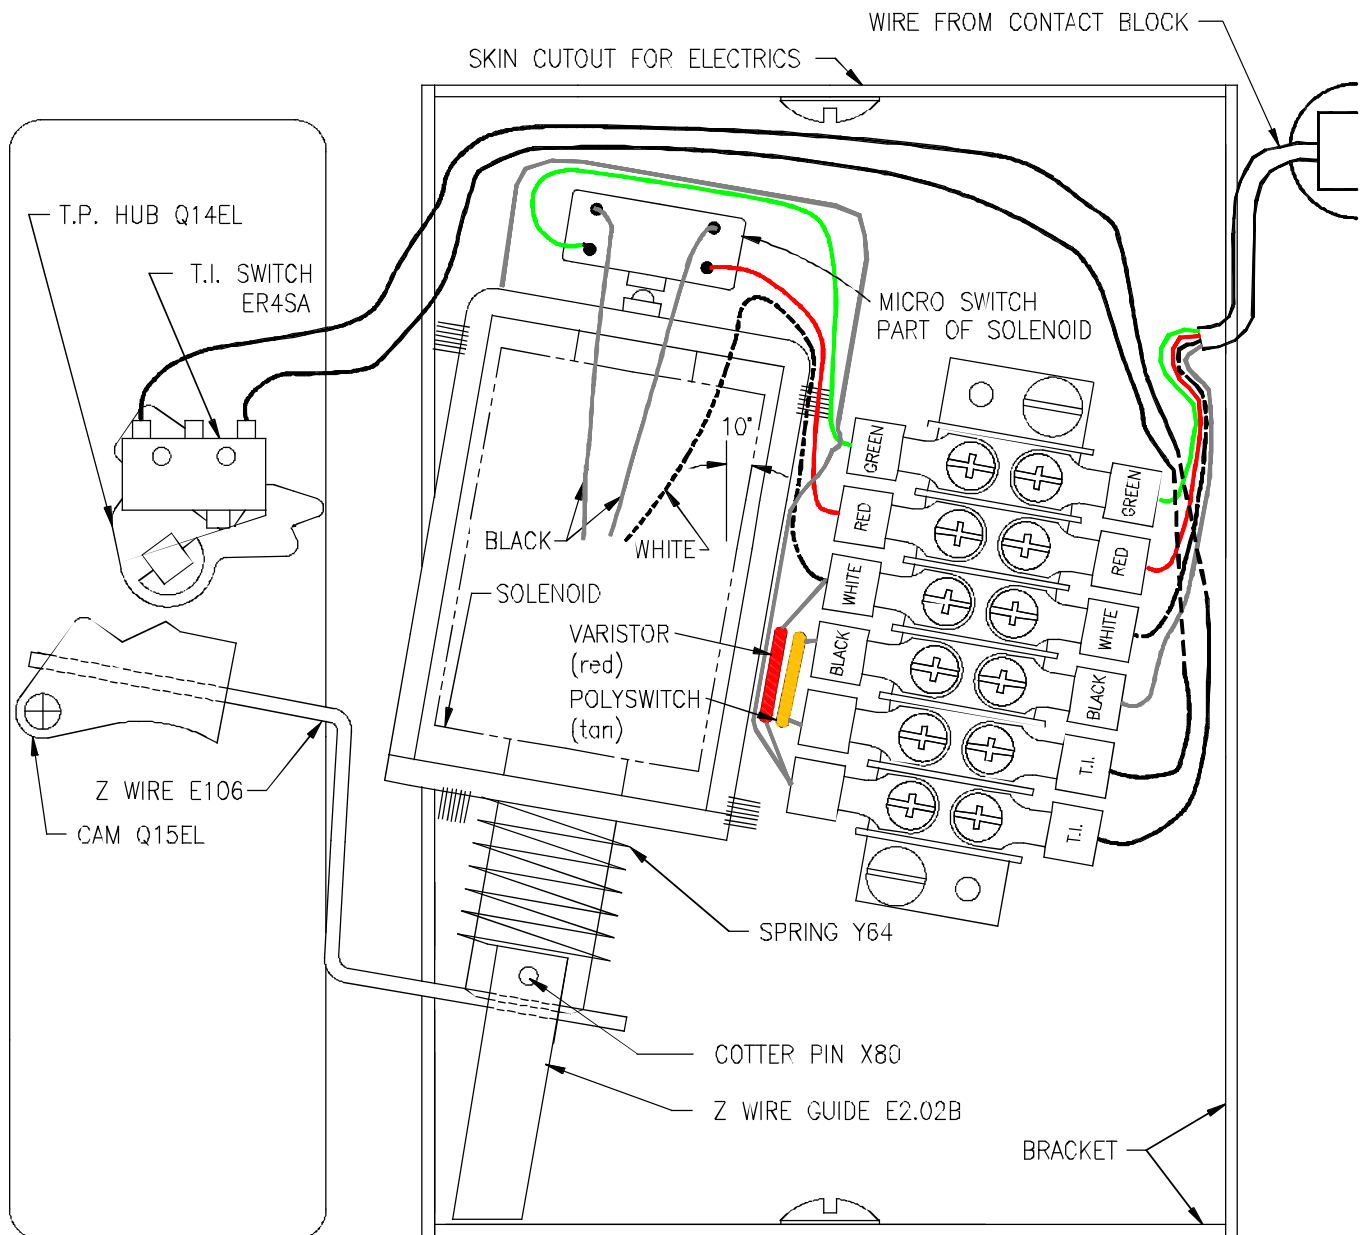 WIRE FROM CONTACT BLOCK
SKIN CUTOUT FOR ELECTRICS
T.P. HUB Q14EL
T.I. SWITCH
ER4SA
MICRO SWITCH
PART OF SOLENOID
10°
GREEN
GREEN
RED
RED
WHITE
WHITE
BLACK
BLACK
T.I.
T.I.
BLACK
WHITE
SOLENOID
VARISTOR
(red)
POLYSWITCH
(tan)
Z WIRE E106
CAM Q15EL
SPRING Y64
COTTER PIN X80
Z WIRE GUIDE E2.02B
BRACKET